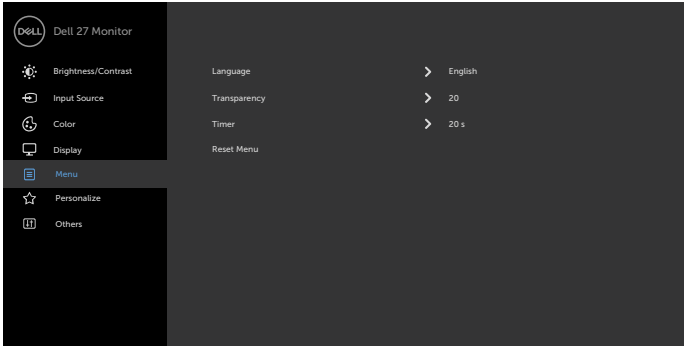 DELL Dell 27 Monitor
Brightness/Contrast
Input Source
Color
Display
Menu
Personalize
Others
Language English
Transparency 20
Timer 20 s
Reset Menu